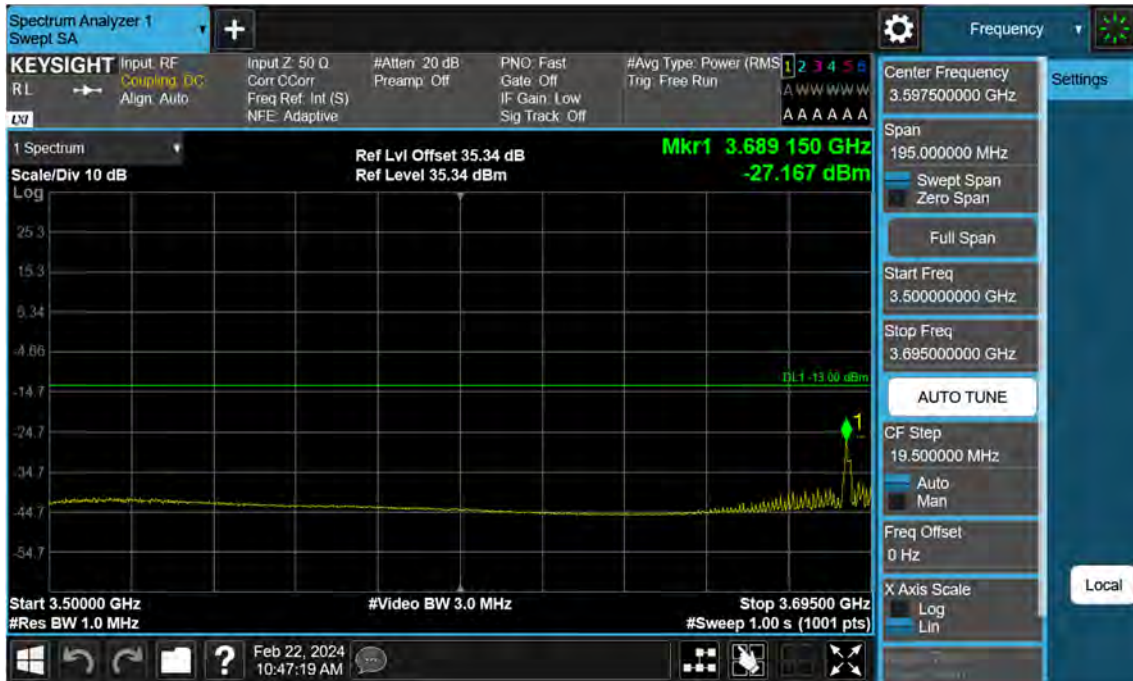 Spectrum Analyzer 1
Swept SA
Frequency
KEYSIGHT
RL
LXI
Input: RF
Coupling: DC
Align: Auto
Input Z: 50 Ω
Corr CCorr
Freq Ref: Int (S)
NFE: Adaptive
#Atten: 20 dB
Preamp: Off
PNO: Fast
Gate: Off
IF Gain: Low
Sig Track: Off
#Avg Type: Power (RMS
Trig: Free Run
1 2 3 4 5 6
A W W W W W
A A A A A A
1 Spectrum
Scale/Div 10 dB
Ref Lvl Offset 35.34 dB
Ref Level 35.34 dBm
Mkr1 3.689 150 GHz
-27.167 dBm
Log
25.3
15.3
5.34
-4.66
-14.7
-24.7
-34.7
-44.7
-54.7
DL1 -13.00 dBm
1
Start 3.50000 GHz
#Res BW 1.0 MHz
#Video BW 3.0 MHz
Stop 3.69500 GHz
#Sweep 1.00 s (1001 pts)
Center Frequency
3.597500000 GHz
Span
195.000000 MHz
Swept Span
Zero Span
Full Span
Start Freq
3.500000000 GHz
Stop Freq
3.695000000 GHz
AUTO TUNE
CF Step
19.500000 MHz
Auto
Man
Freq Offset
0 Hz
X Axis Scale
Log
Lin
Settings
Local
?
Feb 22, 2024
10:47:19 AM